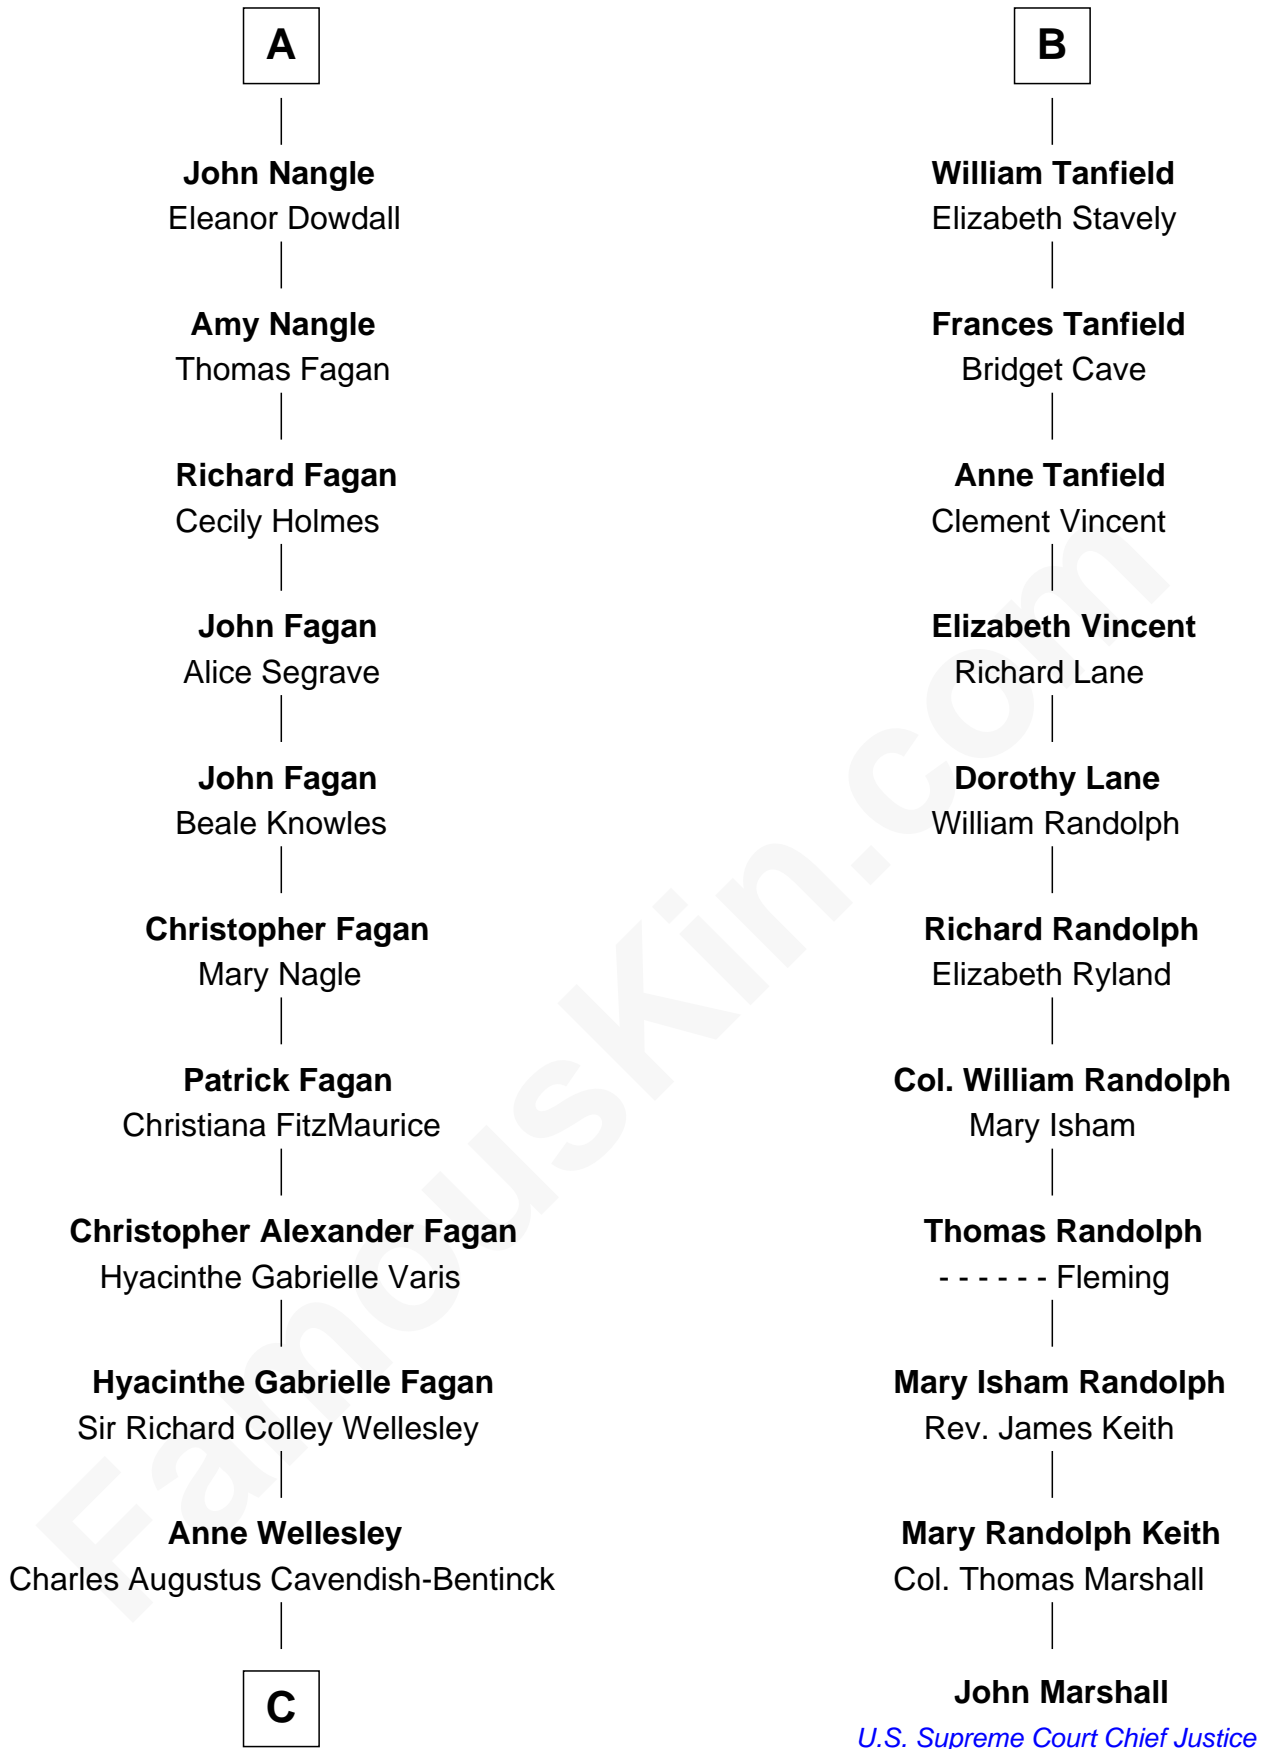 A
John Nangle
Eleanor Dowdall
Amy Nangle
Thomas Fagan
Richard Fagan
Cecily Holmes
John Fagan
Alice Segrave
John Fagan
Beale Knowles
Christopher Fagan
Mary Nagle
Patrick Fagan
Christiana FitzMaurice
Christopher Alexander Fagan
Hyacinthe Gabrielle Varis
Hyacinthe Gabrielle Fagan
Sir Richard Colley Wellesley
Anne Wellesley
Charles Augustus Cavendish-Bentinck
C
B
William Tanfield
Elizabeth Stavely
Frances Tanfield
Bridget Cave
Anne Tanfield
Clement Vincent
Elizabeth Vincent
Richard Lane
Dorothy Lane
William Randolph
Richard Randolph
Elizabeth Ryland
Col. William Randolph
Mary Isham
Thomas Randolph
- - - - - - Fleming
Mary Isham Randolph
Rev. James Keith
Mary Randolph Keith
Col. Thomas Marshall
John Marshall
U.S. Supreme Court Chief Justice
FamousKin.com